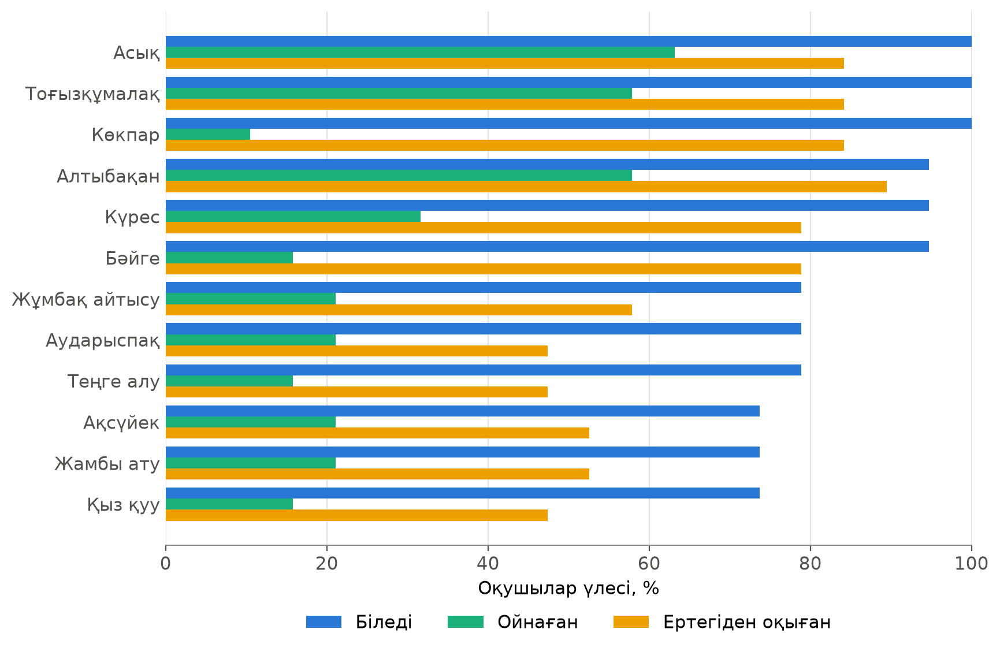 Асық
Тоғызқұмалақ
Көкпар
Алтыбақан
Күрес
Бәйге
Жұмбақ айтысу
Аударыспақ
Теңге алу
Ақсүйек
Жамбы ату
Қыз қуу
0 20 40 60 80 100
Оқушылар үлесі, %
Біледі Ойнаған Ертегіден оқыған